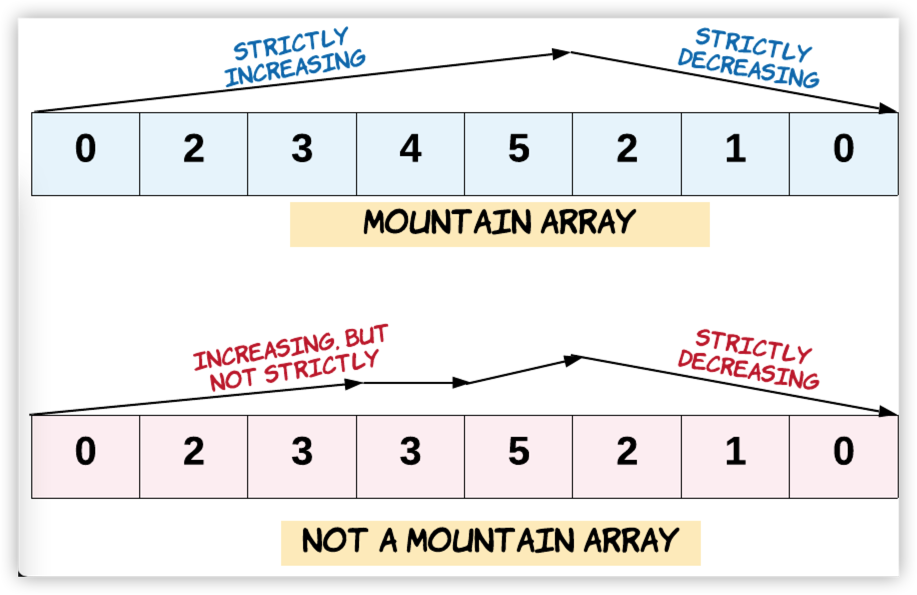 STRICTLY
INCREASING
STRICTLY
DECREASING
0 2 3 4 5 2 1 0
MOUNTAIN ARRAY
INCREASING. BUT
NOT STRICTLY
STRICTLY
DECREASING
0 2 3 3 5 2 1 0
NOT A MOUNTAIN ARRAY